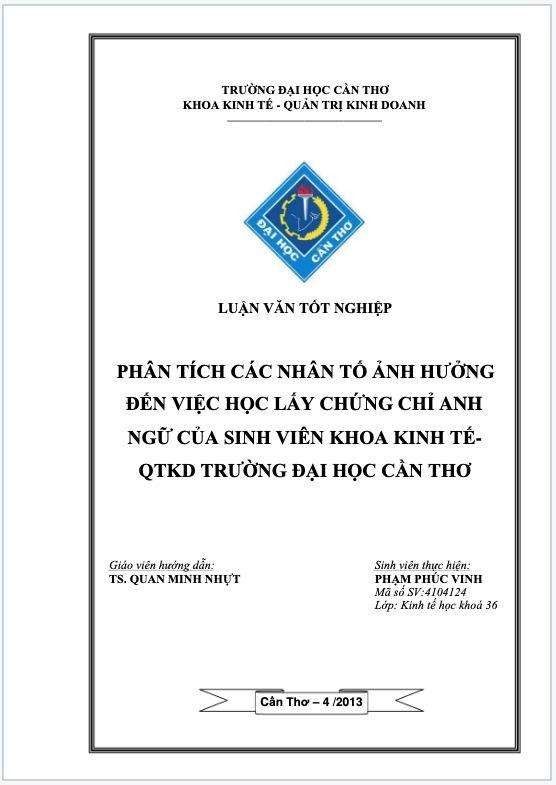 TRƯỜNG ĐẠI HỌC CẦN THƠ
KHOA KINH TẾ - QUẢN TRỊ KINH DOANH
ĐẠI HỌC CẦN THƠ
LUẬN VĂN TỐT NGHIỆP
PHÂN TÍCH CÁC NHÂN TỐ ẢNH HƯỞNG
ĐẾN VIỆC HỌC LẤY CHỨNG CHỈ ANH
NGỮ CỦA SINH VIÊN KHOA KINH TẾ-
QTKD TRƯỜNG ĐẠI HỌC CẦN THƠ
Giáo viên hướng dẫn:
TS. QUAN MINH NHỰT
Sinh viên thực hiện:
PHẠM PHÚC VINH
Mã số SV:4104124
Lớp: Kinh tế học khoá 36
Cần Thơ – 4 /2013